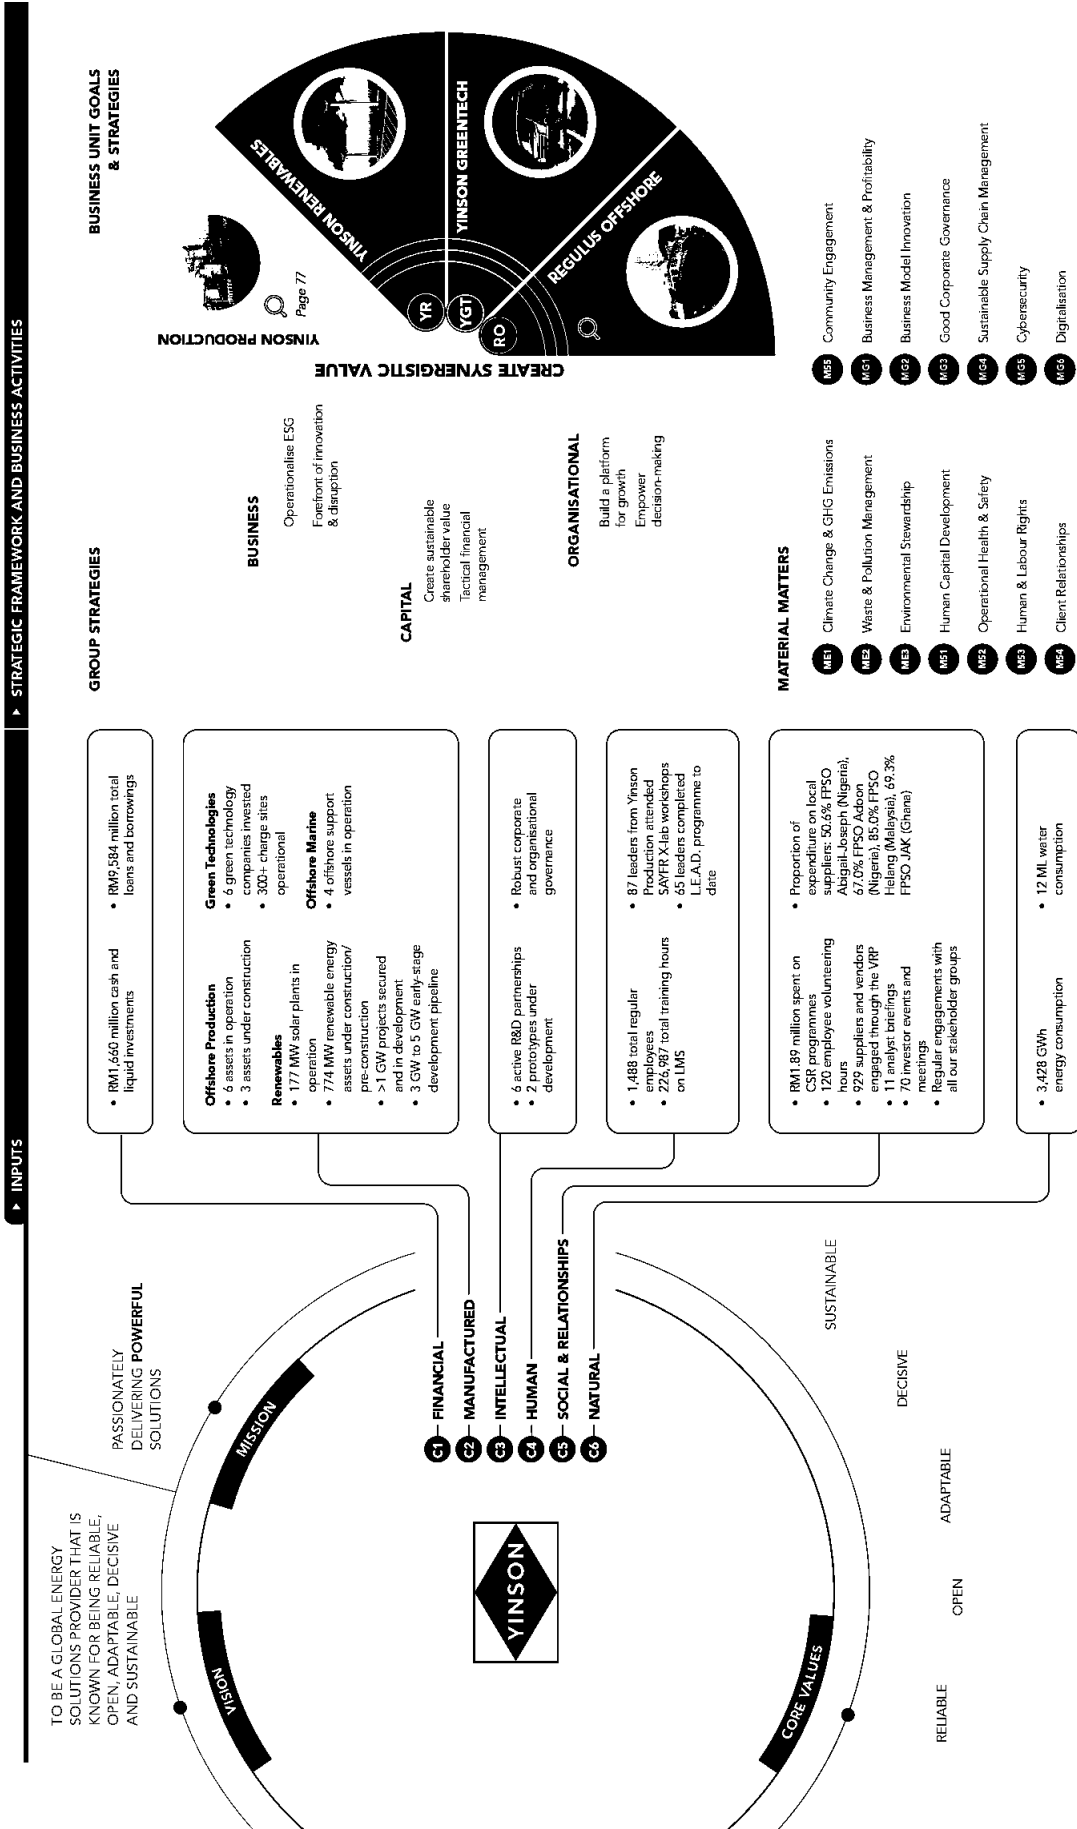 INPUTS
STRATEGIC FRAMEWORK AND BUSINESS ACTIVITIES
TO BE A GLOBAL ENERGY
SOLUTIONS PROVIDER THAT IS
KNOWN FOR BEING RELIABLE,
OPEN, ADAPTABLE, DECISIVE
AND SUSTAINABLE
PASSIONATELY
DELIVERING POWERFUL
SOLUTIONS
VISION
MISSION
YINSON
C1 FINANCIAL
C2 MANUFACTURED
C3 INTELLECTUAL
C4 HUMAN
C5 SOCIAL & RELATIONSHIPS
C6 NATURAL
CORE VALUES
RELIABLE
OPEN
ADAPTABLE
DECISIVE
SUSTAINABLE
• RM1,660 million cash and
liquid investments
• RM9,584 million total
loans and borrowings
Offshore Production
• 6 assets in operation
• 3 assets under construction
Renewables
• 177 MW solar plants in
operation
• 774 MW renewable energy
assets under construction/
pre-construction
• >1 GW projects secured
and in development
• 3 GW to 5 GW early-stage
development pipeline
Green Technologies
• 6 green technology
companies invested
• 300+ charge sites
operational
Offshore Marine
• 4 offshore support
vessels in operation
• 6 active R&D partnerships
• 2 prototypes under
development
• Robust corporate
and organisational
governance
• 1,488 total regular
employees
• 226,987 total training hours
on LMS
• 87 leaders from Yinson
Production attended
SAYFR X-lab workshops
• 65 leaders completed
L.E.A.D. programme to
date
• RM1.89 million spent on
CSR programmes
• 120 employee volunteering
hours
• 929 suppliers and vendors
engaged through the VRP
• 11 analyst briefings
• 70 investor events and
meetings
• Regular engagements with
all our stakeholder groups
• Proportion of
expenditure on local
suppliers: 50.6% FPSO
Abigail-Joseph (Nigeria),
67.0% FPSO Adoon
(Nigeria), 85.0% FPSO
Helang (Malaysia), 69.3%
FPSO JAK (Ghana)
• 3,428 GWh
energy consumption
• 12 ML water
consumption
GROUP STRATEGIES
BUSINESS
Operationalise ESG
Forefront of innovation
& disruption
CAPITAL
Create sustainable
shareholder value
Tactical financial
management
ORGANISATIONAL
Build a platform
for growth
Empower
decision-making
BUSINESS UNIT GOALS
& STRATEGIES
YINSON PRODUCTION
Page 77
CREATE SYNERGISTIC VALUE
YR
YINSON RENEWABLES
YGT
YINSON GREENTECH
RO
REGULUS OFFSHORE
MATERIAL MATTERS
ME1 Climate Change & GHG Emissions
ME2 Waste & Pollution Management
ME3 Environmental Stewardship
MS1 Human Capital Development
MS2 Operational Health & Safety
MS3 Human & Labour Rights
MS4 Client Relationships
MS5 Community Engagement
MG1 Business Management & Profitability
MG2 Business Model Innovation
MG3 Good Corporate Governance
MG4 Sustainable Supply Chain Management
MG5 Cybersecurity
MG6 Digitalisation